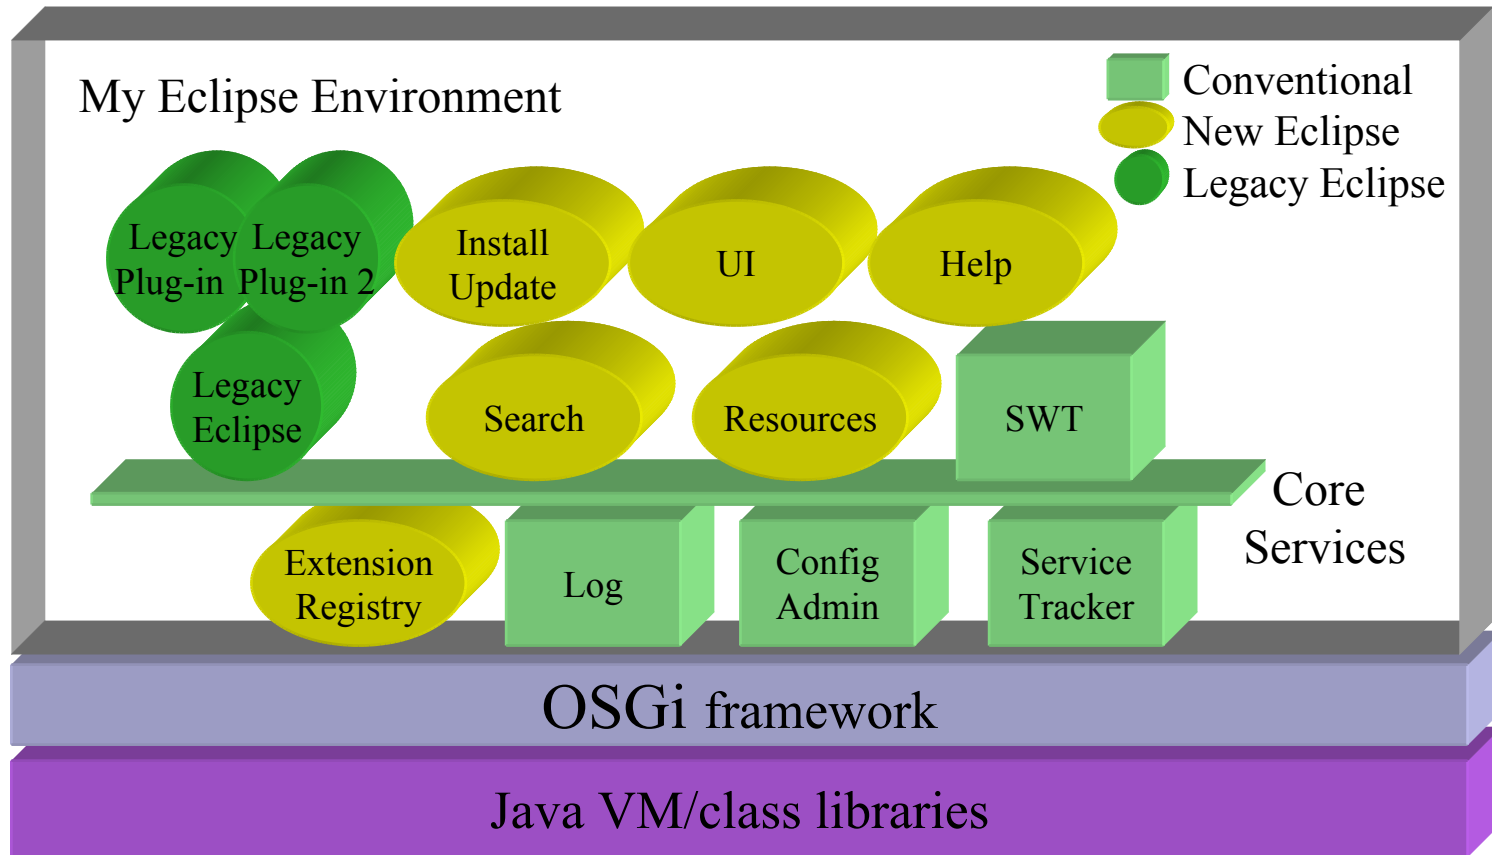 My Eclipse Environment
Conventional
New Eclipse
Legacy Eclipse
Legacy
Plug-in
Legacy
Plug-in 2
Install
Update
UI
Help
Legacy
Eclipse
Search
Resources
SWT
Core
Services
Extension
Registry
Log
Config
Admin
Service
Tracker
OSGi framework
Java VM/class libraries